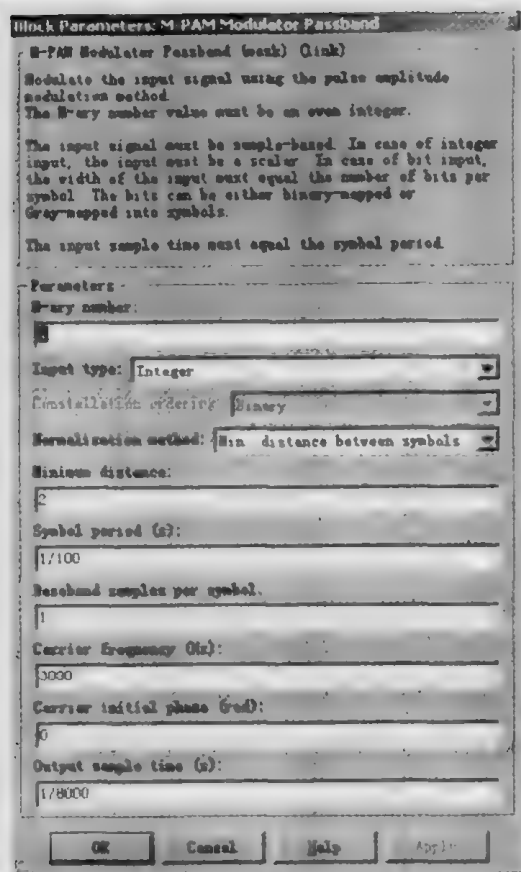 Block Parameters: M-PAM Modulator Passband
M-PAM Modulator Passband (mask) (link)
Modulate the input signal using the pulse amplitude
modulation method.
The M-ary number value must be an even integer.
The input signal must be sample-based. In case of integer
input, the input must be a scalar. In case of bit input,
the width of the input must equal the number of bits per
symbol. The bits can be either binary-mapped or
Gray-mapped into symbols.
The input sample time must equal the symbol period.
Parameters
M-ary number:
Input type: Integer
Constellation ordering: Binary
Normalization method: Min. distance between symbols
Minimum distance:
2
Symbol period (s):
1/100
Baseband samples per symbol:
1
Carrier frequency (Hz):
3000
Carrier initial phase (rad):
0
Output sample time (s):
1/8000
OK Cancel Help Apply